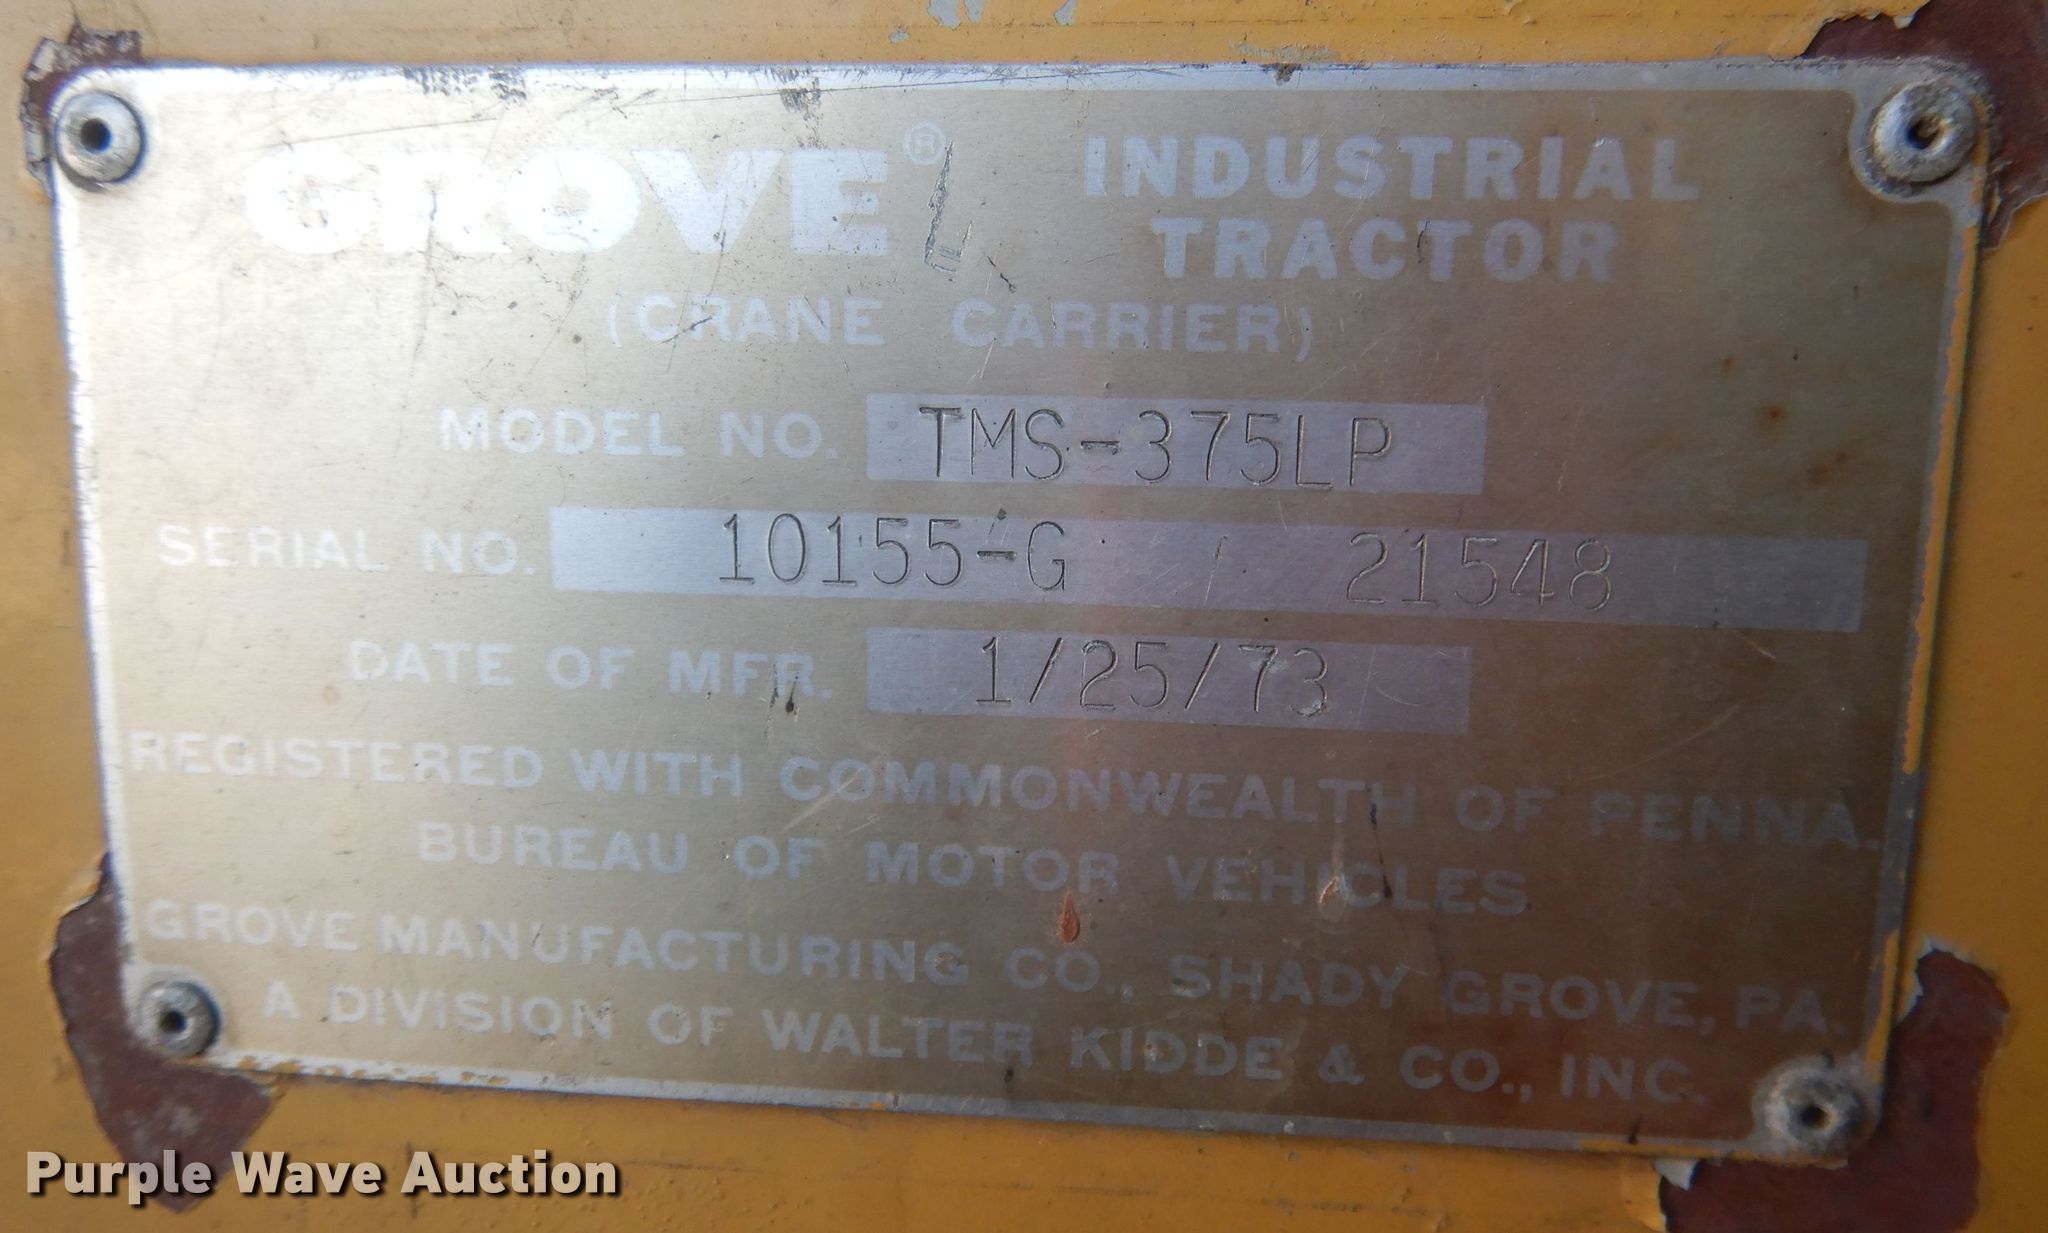 GROVE® INDUSTRIAL
TRACTOR
(CRANE CARRIER)
MODEL NO. TMS-375LP
SERIAL NO. 10155-G / 21548
DATE OF MFR. 1/25/73
REGISTERED WITH COMMONWEALTH OF PENNA.
BUREAU OF MOTOR VEHICLES
GROVE MANUFACTURING CO., SHADY GROVE, PA.
A DIVISION OF WALTER KIDDE & CO., INC.
Purple Wave Auction